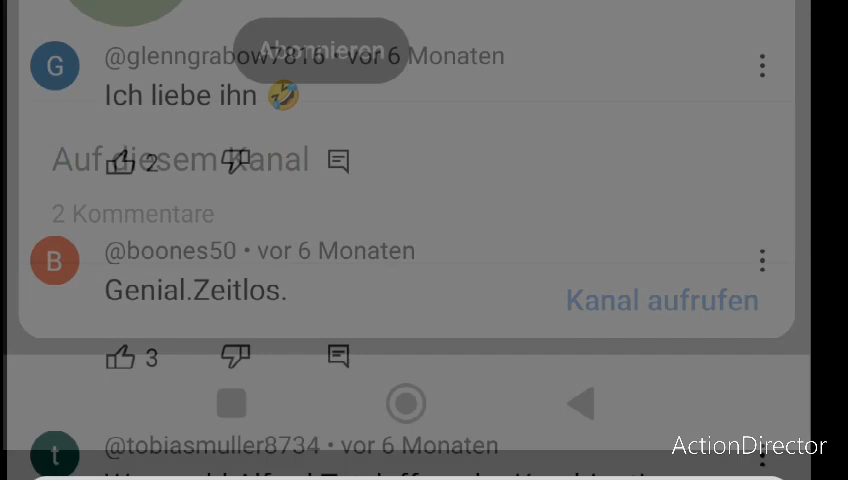 G @glenngrabow7816 • vor 6 Monaten
Abonnieren
Ich liebe ihn 🤣
Auf diesem Kanal
2
2 Kommentare
B @boones50 • vor 6 Monaten
Genial.Zeitlos.
Kanal aufrufen
3
t @tobiasmuller8734 • vor 6 Monaten
ActionDirector